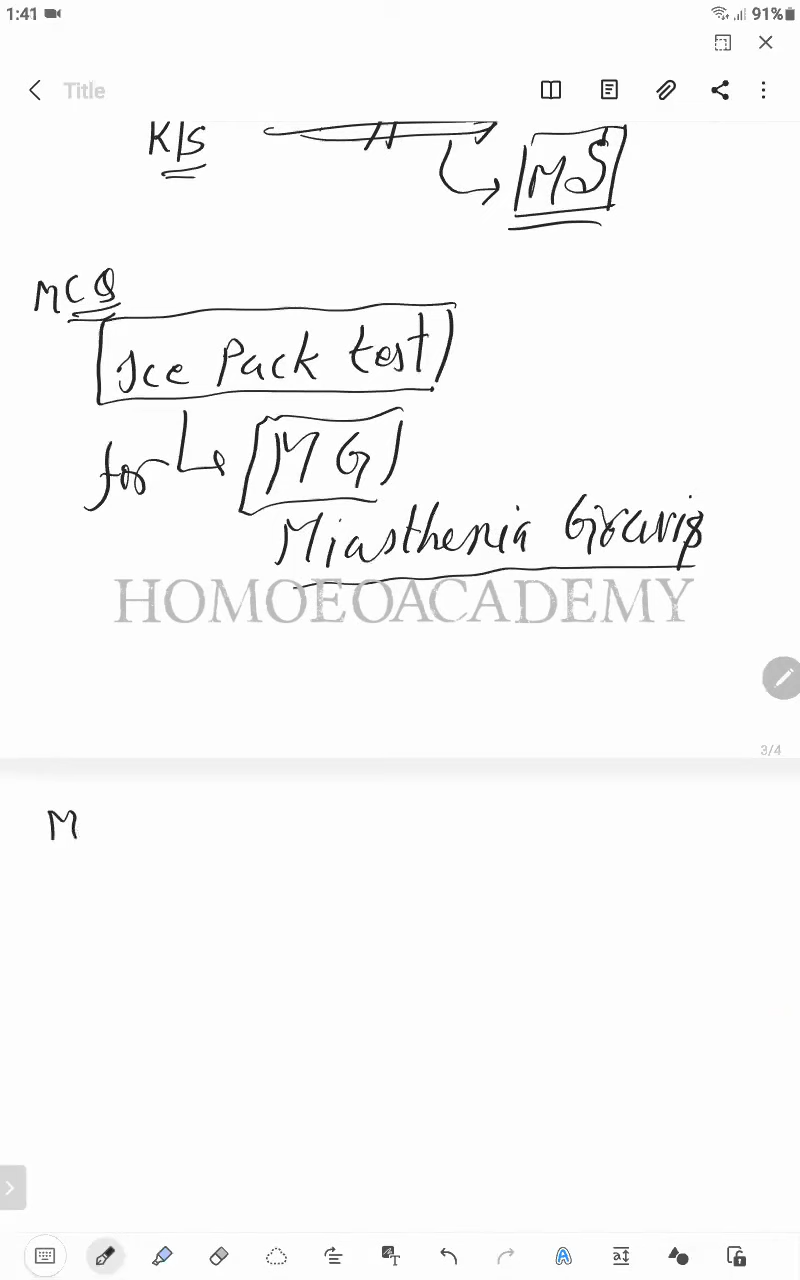 1:41 91%
Title
K/S
MS
MCQ
Ice Pack test
for MG
Miasthenia Gravis
HOMOEOACADEMY
3/4
M